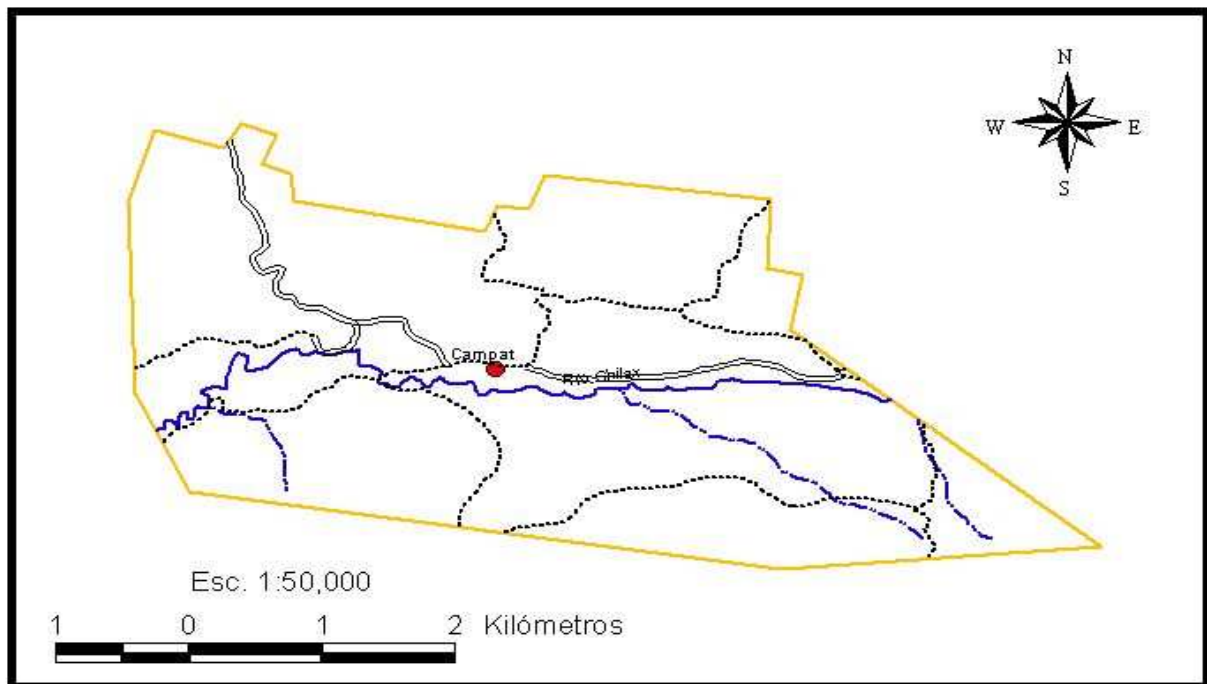 N
W E
S
Campat
Río Chilax
Esc. 1:50,000
1 0 1 2 Kilómetros